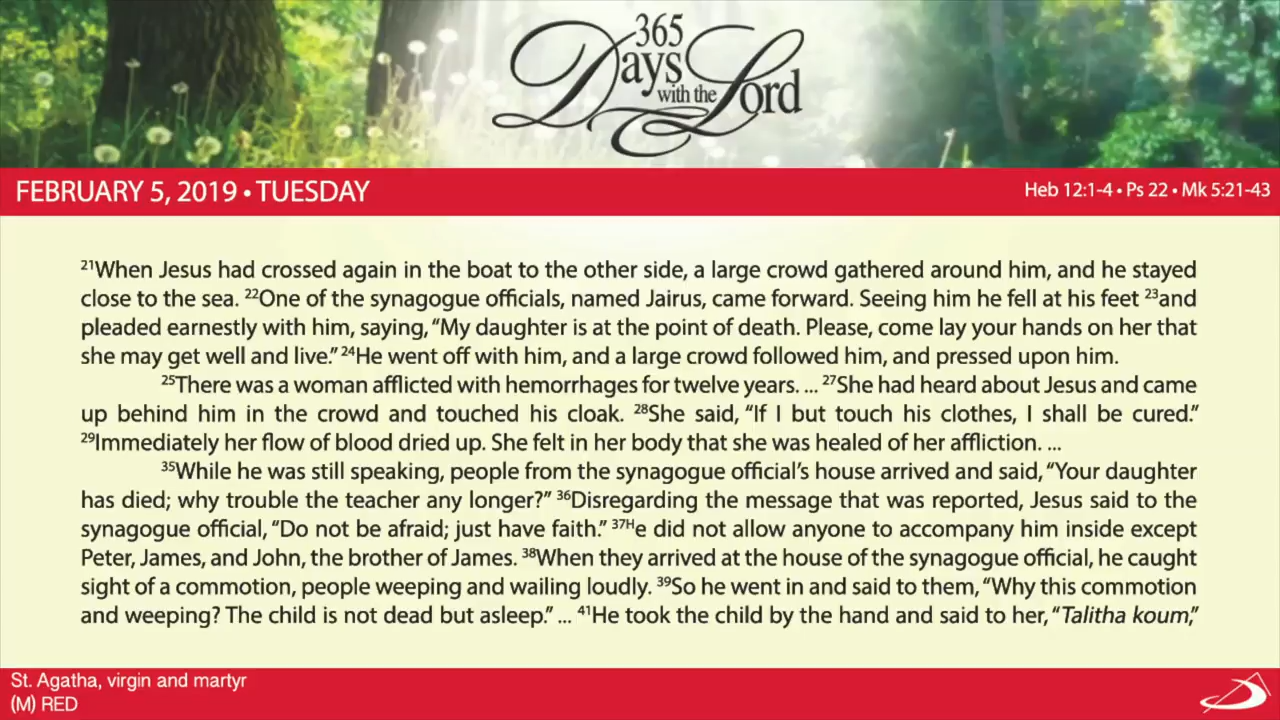 365
Days
with the
Lord
FEBRUARY 5, 2019 • TUESDAY
Heb 12:1-4 • Ps 22 • Mk 5:21-43
²¹When Jesus had crossed again in the boat to the other side, a large crowd gathered around him, and he stayed
close to the sea. ²²One of the synagogue officials, named Jairus, came forward. Seeing him he fell at his feet ²³and
pleaded earnestly with him, saying, “My daughter is at the point of death. Please, come lay your hands on her that
she may get well and live.” ²⁴He went off with him, and a large crowd followed him, and pressed upon him.
²⁵There was a woman afflicted with hemorrhages for twelve years. ... ²⁷She had heard about Jesus and came
up behind him in the crowd and touched his cloak. ²⁸She said, “If I but touch his clothes, I shall be cured.”
²⁹Immediately her flow of blood dried up. She felt in her body that she was healed of her affliction. ...
³⁵While he was still speaking, people from the synagogue official’s house arrived and said, “Your daughter
has died; why trouble the teacher any longer?” ³⁶Disregarding the message that was reported, Jesus said to the
synagogue official, “Do not be afraid; just have faith.” ³⁷ᴴe did not allow anyone to accompany him inside except
Peter, James, and John, the brother of James. ³⁸When they arrived at the house of the synagogue official, he caught
sight of a commotion, people weeping and wailing loudly. ³⁹So he went in and said to them, “Why this commotion
and weeping? The child is not dead but asleep.” ... ⁴¹He took the child by the hand and said to her, “Talitha koum,”
St. Agatha, virgin and martyr
(M) RED